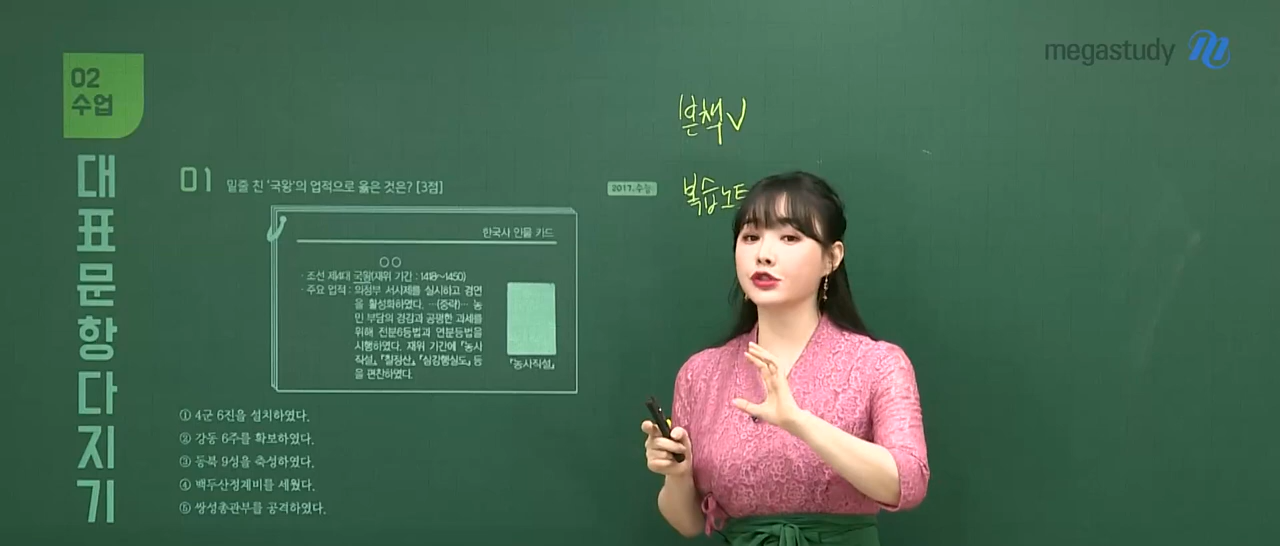 megastudy
02
수업
대표문항다지기
01 밑줄 친 '국왕'의 업적으로 옳은 것은? [3점]
2017. 수능
한국사 인물 카드
○○
· 조선 제4대 국왕(재위 기간 : 1418~1450)
· 주요 업적 : 의정부 서사제를 실시하고 경연
을 활성화하였다. …(중략)… 농
민 부담의 경감과 공평한 과세를
위해 전분6등법과 연분등법을
시행하였다. 재위 기간에 『농사
직설』, 『칠정산』, 『삼강행실도』 등
을 편찬하였다.
『농사직설』
① 4군 6진을 설치하였다.
② 강동 6주를 확보하였다.
③ 동북 9성을 축성하였다.
④ 백두산정계비를 세웠다.
⑤ 쌍성총관부를 공격하였다.
본책 V
복습노트